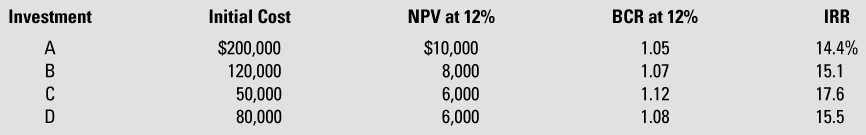 Investment Initial Cost NPV at 12% BCR at 12% IRR
A $200,000 $10,000 1.05 14.4%
B 120,000 8,000 1.07 15.1
C 50,000 6,000 1.12 17.6
D 80,000 6,000 1.08 15.5